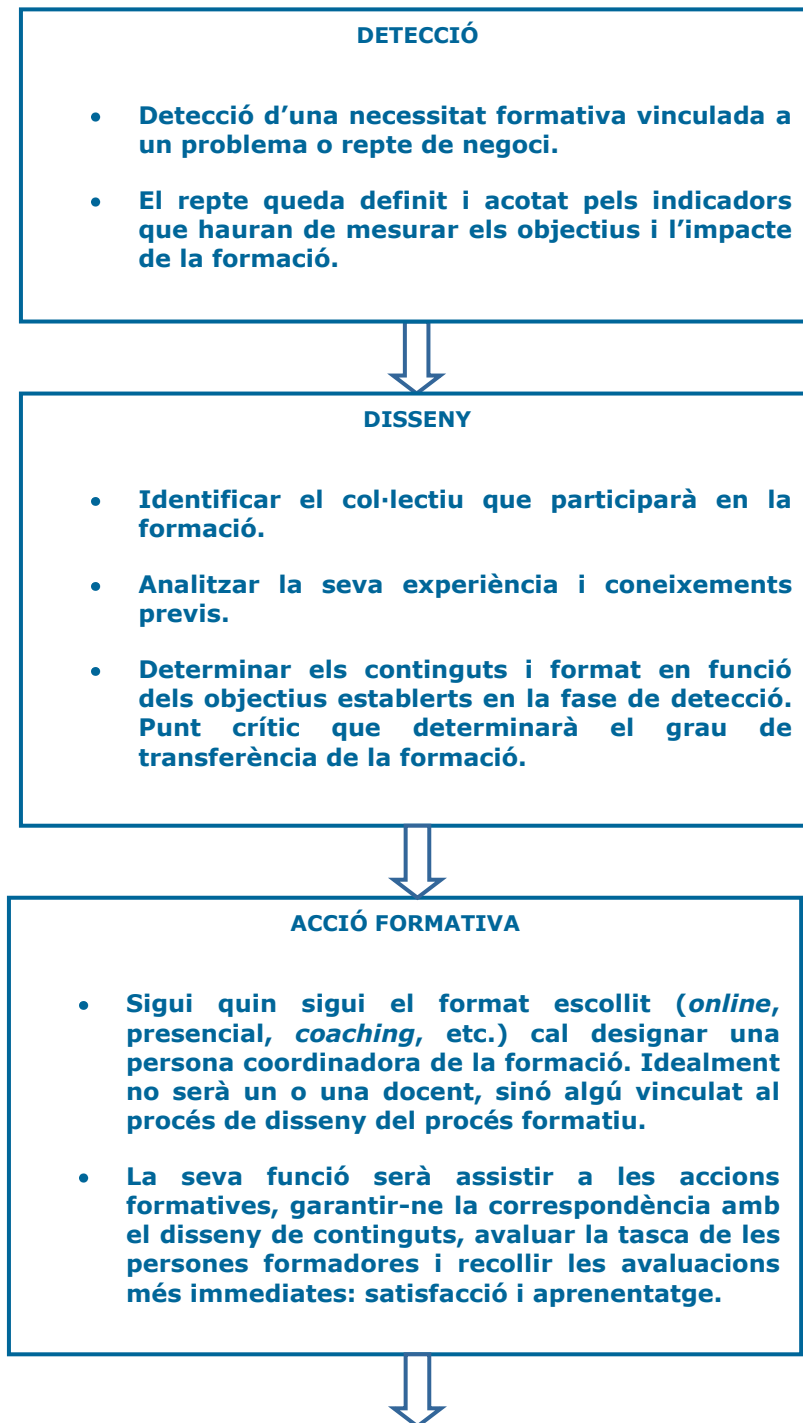 DETECCIÓ
• Detecció d’una necessitat formativa vinculada a
un problema o repte de negoci.
• El repte queda definit i acotat pels indicadors
que hauran de mesurar els objectius i l’impacte
de la formació.
DISSENY
• Identificar el col·lectiu que participarà en la
formació.
• Analitzar la seva experiència i coneixements
previs.
• Determinar els continguts i format en funció
dels objectius establerts en la fase de detecció.
Punt crític que determinarà el grau de
transferència de la formació.
ACCIÓ FORMATIVA
• Sigui quin sigui el format escollit (online,
presencial, coaching, etc.) cal designar una
persona coordinadora de la formació. Idealment
no serà un o una docent, sinó algú vinculat al
procés de disseny del procés formatiu.
• La seva funció serà assistir a les accions
formatives, garantir-ne la correspondència amb
el disseny de continguts, avaluar la tasca de les
persones formadores i recollir les avaluacions
més immediates: satisfacció i aprenentatge.